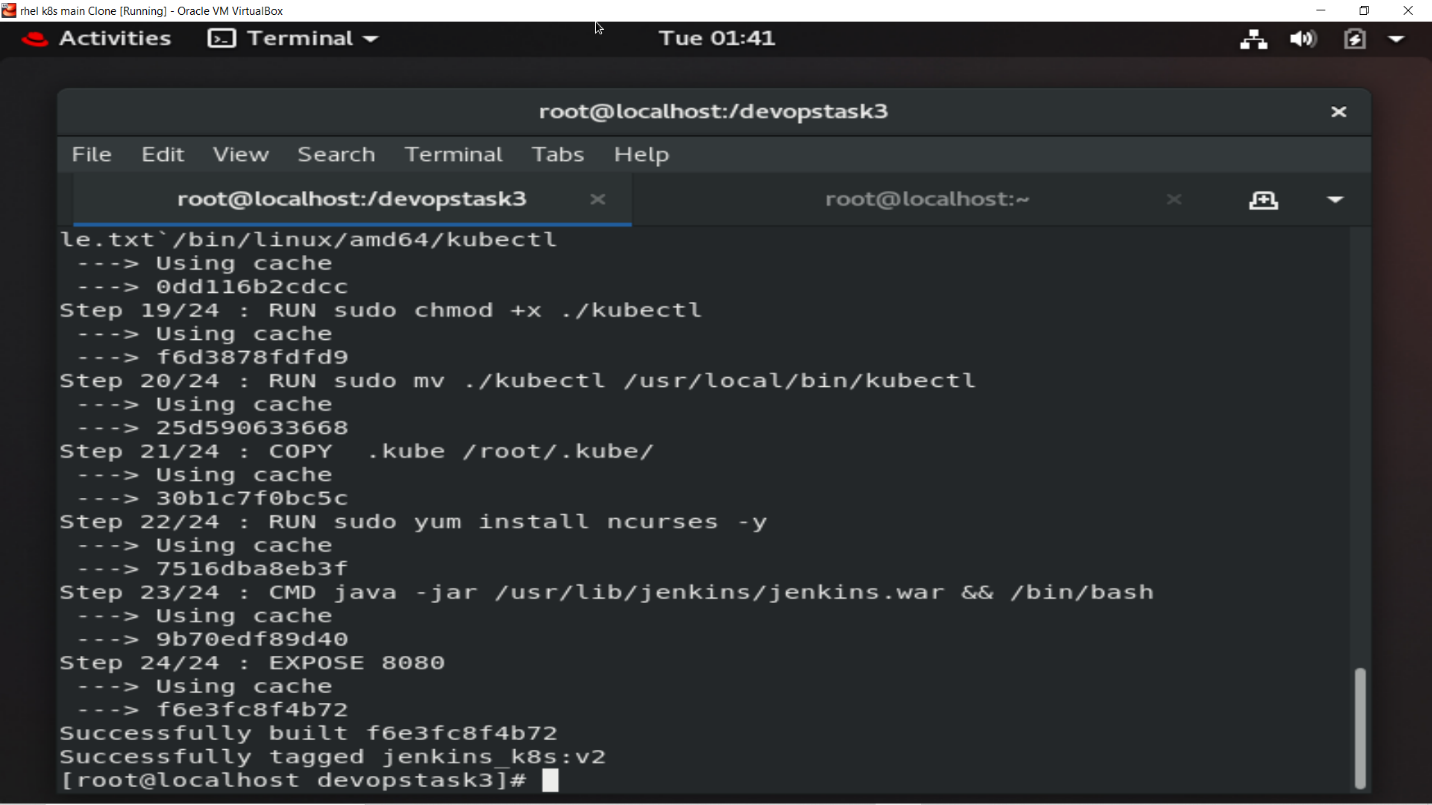 rhel k8s main Clone [Running] - Oracle VM VirtualBox
Activities Terminal Tue 01:41
root@localhost:/devopstask3
File Edit View Search Terminal Tabs Help
root@localhost:/devopstask3 root@localhost:~
le.txt`/bin/linux/amd64/kubectl
 ---> Using cache
 ---> 0dd116b2cdcc
Step 19/24 : RUN sudo chmod +x ./kubectl
 ---> Using cache
 ---> f6d3878fdfd9
Step 20/24 : RUN sudo mv ./kubectl /usr/local/bin/kubectl
 ---> Using cache
 ---> 25d590633668
Step 21/24 : COPY  .kube /root/.kube/
 ---> Using cache
 ---> 30b1c7f0bc5c
Step 22/24 : RUN sudo yum install ncurses -y
 ---> Using cache
 ---> 7516dba8eb3f
Step 23/24 : CMD java -jar /usr/lib/jenkins/jenkins.war && /bin/bash
 ---> Using cache
 ---> 9b70edf89d40
Step 24/24 : EXPOSE 8080
 ---> Using cache
 ---> f6e3fc8f4b72
Successfully built f6e3fc8f4b72
Successfully tagged jenkins_k8s:v2
[root@localhost devopstask3]#